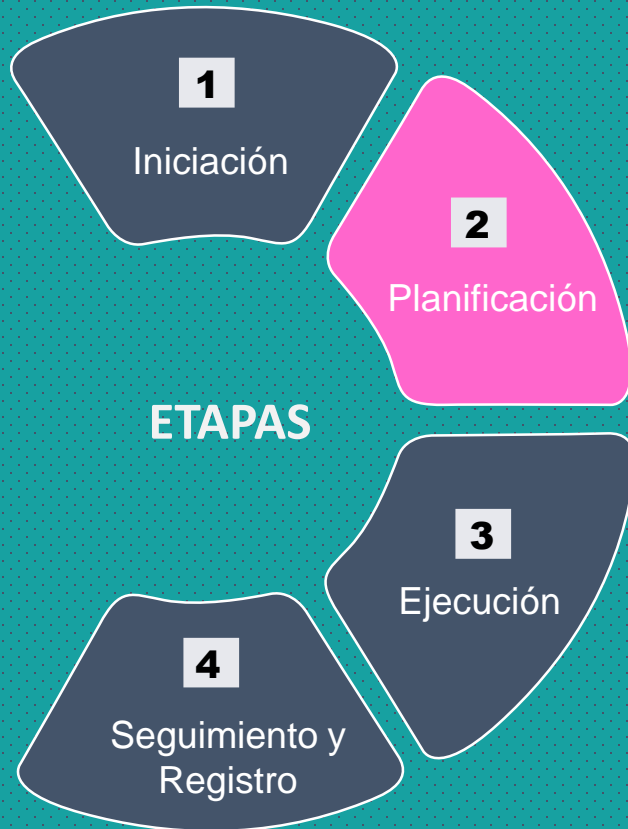 1
Iniciación
2
Planificación
ETAPAS
3
Ejecución
4
Seguimiento y
Registro